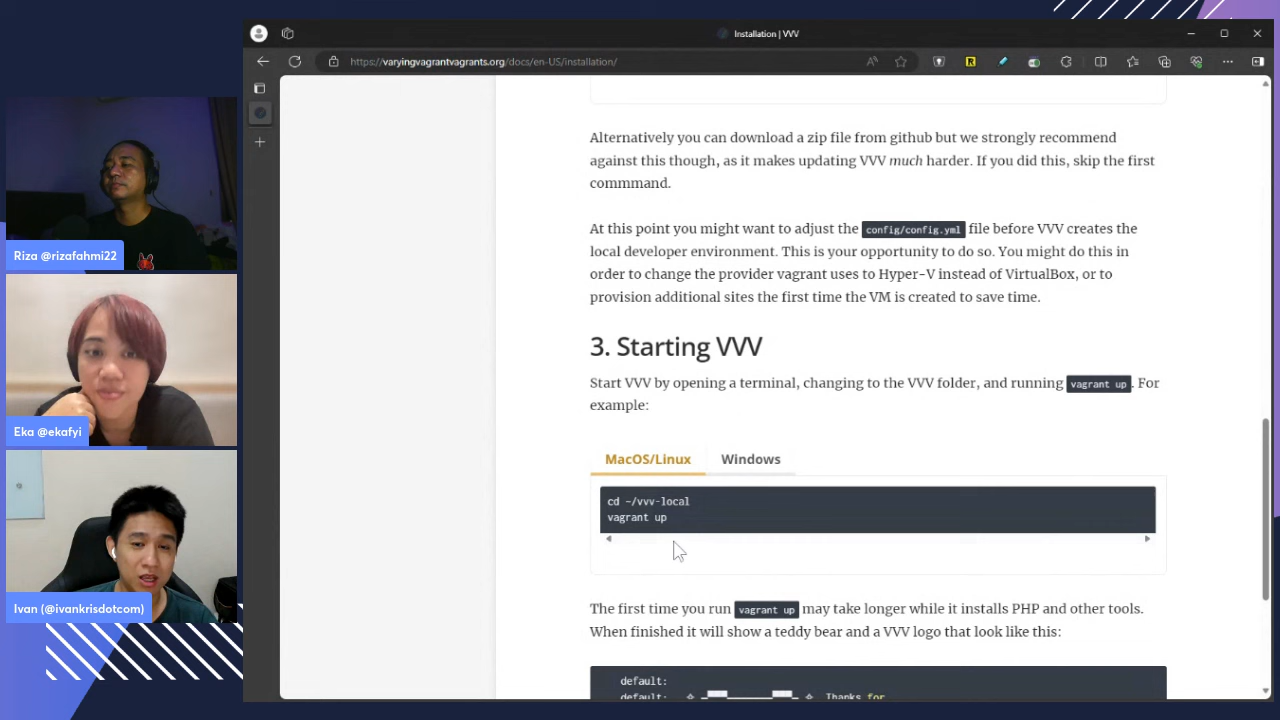 Installation | VVV
https://varyingvagrantvagrants.org/docs/en-US/installation/
Alternatively you can download a zip file from github but we strongly recommend
against this though, as it makes updating VVV much harder. If you did this, skip the first
commmand.
At this point you might want to adjust the config/config.yml file before VVV creates the
local developer environment. This is your opportunity to do so. You might do this in
order to change the provider vagrant uses to Hyper-V instead of VirtualBox, or to
provision additional sites the first time the VM is created to save time.
3. Starting VVV
Start VVV by opening a terminal, changing to the VVV folder, and running vagrant up. For
example:
MacOS/Linux
Windows
cd ~/vvv-local
vagrant up
The first time you run vagrant up may take longer while it installs PHP and other tools.
When finished it will show a teddy bear and a VVV logo that look like this:
default:
default: Thanks for
Riza @rizafahmi22
Eka @ekafyi
Ivan (@ivankrisdotcom)